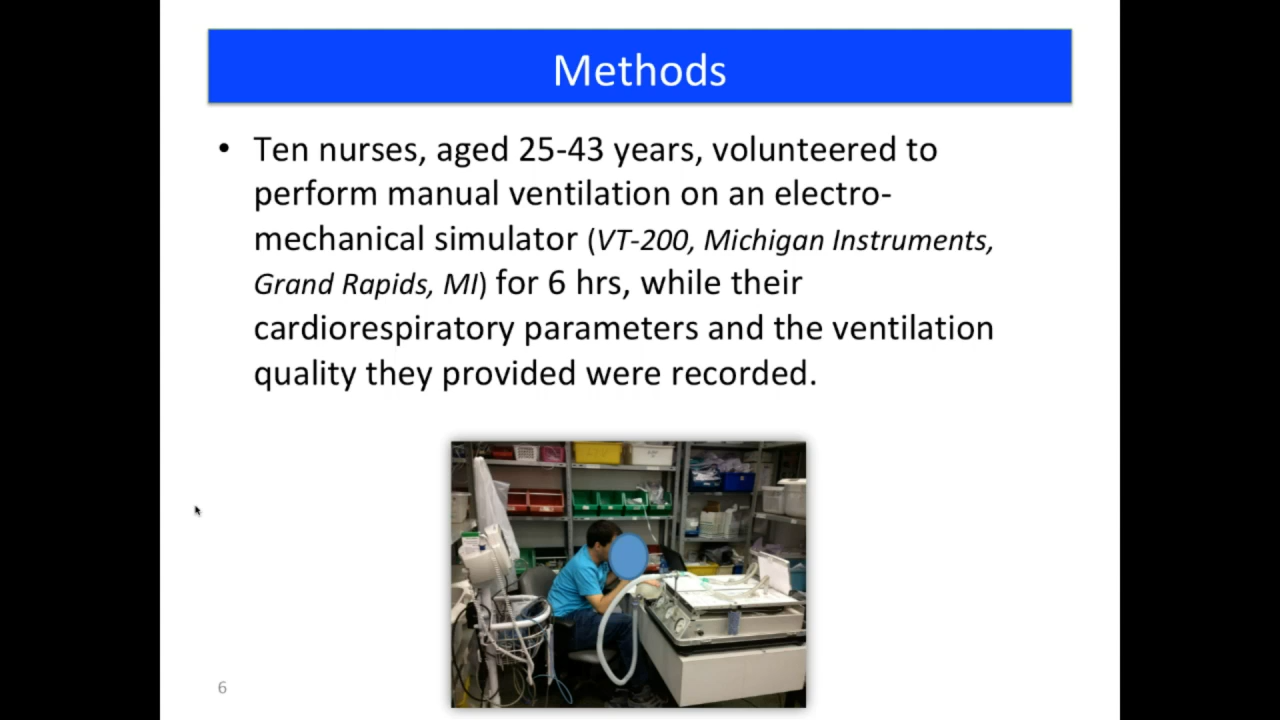 Methods
• Ten nurses, aged 25-43 years, volunteered to
perform manual ventilation on an electro-
mechanical simulator (VT-200, Michigan Instruments,
Grand Rapids, MI) for 6 hrs, while their
cardiorespiratory parameters and the ventilation
quality they provided were recorded.
6